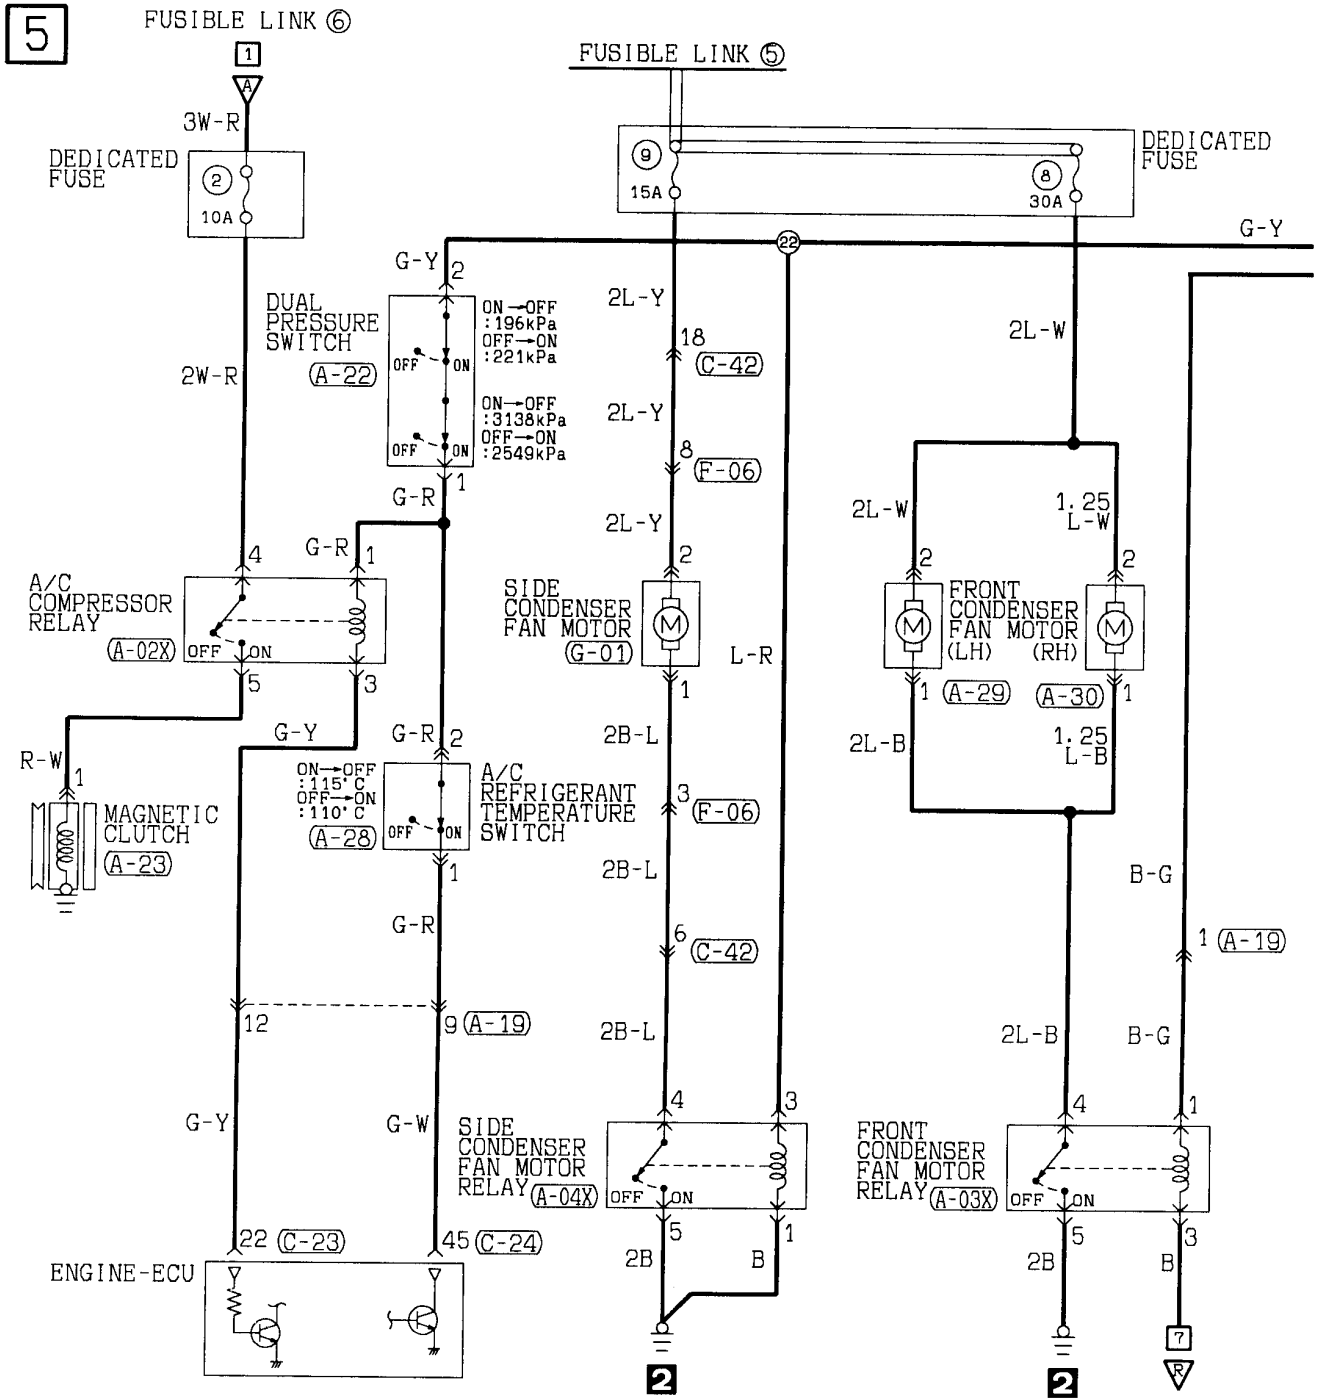 5
FUSIBLE LINK ⑥
1
A
3W-R
DEDICATED
FUSE
② 
10A
FUSIBLE LINK ⑤
⑨
15A
⑧
30A
DEDICATED
FUSE
22
G-Y
G-Y
2
DUAL
PRESSURE
SWITCH
A-22
ON→OFF
:196kPa
OFF→ON
:221kPa
OFF
ON
ON→OFF
:3138kPa
OFF→ON
:2549kPa
OFF
ON
1
G-R
2W-R
2L-Y
18
C-42
2L-Y
8
F-06
2L-Y
2
2L-W
2L-W
1.25
L-W
4
G-R
1
A/C
COMPRESSOR
RELAY
A-02X
OFF
ON
5
3
SIDE
CONDENSER
FAN MOTOR
G-01
M
1
L-R
2
2
M
FRONT
CONDENSER
FAN MOTOR
(LH)
(RH)
M
1
A-29
A-30
1
G-Y
R-W
1
MAGNETIC
CLUTCH
A-23
G-R
2
ON→OFF
:115°C
OFF→ON
:110°C
A-28
OFF
ON
A/C
REFRIGERANT
TEMPERATURE
SWITCH
1
G-R
2B-L
3
F-06
2B-L
6
C-42
2B-L
2L-B
1.25
L-B
B-G
1
A-19
2L-B
B-G
12
9
A-19
G-Y
G-W
4
3
SIDE
CONDENSER
FAN MOTOR
RELAY
A-04X
OFF
ON
5
1
2B
B
2
4
1
FRONT
CONDENSER
FAN MOTOR
RELAY
A-03X
OFF
ON
5
3
2B
B
2
7
R
22
C-23
45
C-24
ENGINE-ECU